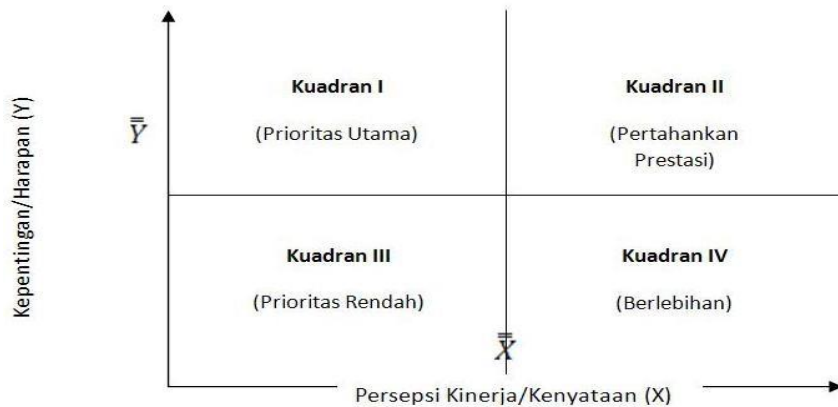 Kepentingan/Harapan (Y)
Kuadran I
(Prioritas Utama)
Kuadran II
(Pertahankan
Prestasi)
Y̿
Kuadran III
(Prioritas Rendah)
Kuadran IV
(Berlebihan)
X̿
Persepsi Kinerja/Kenyataan (X)